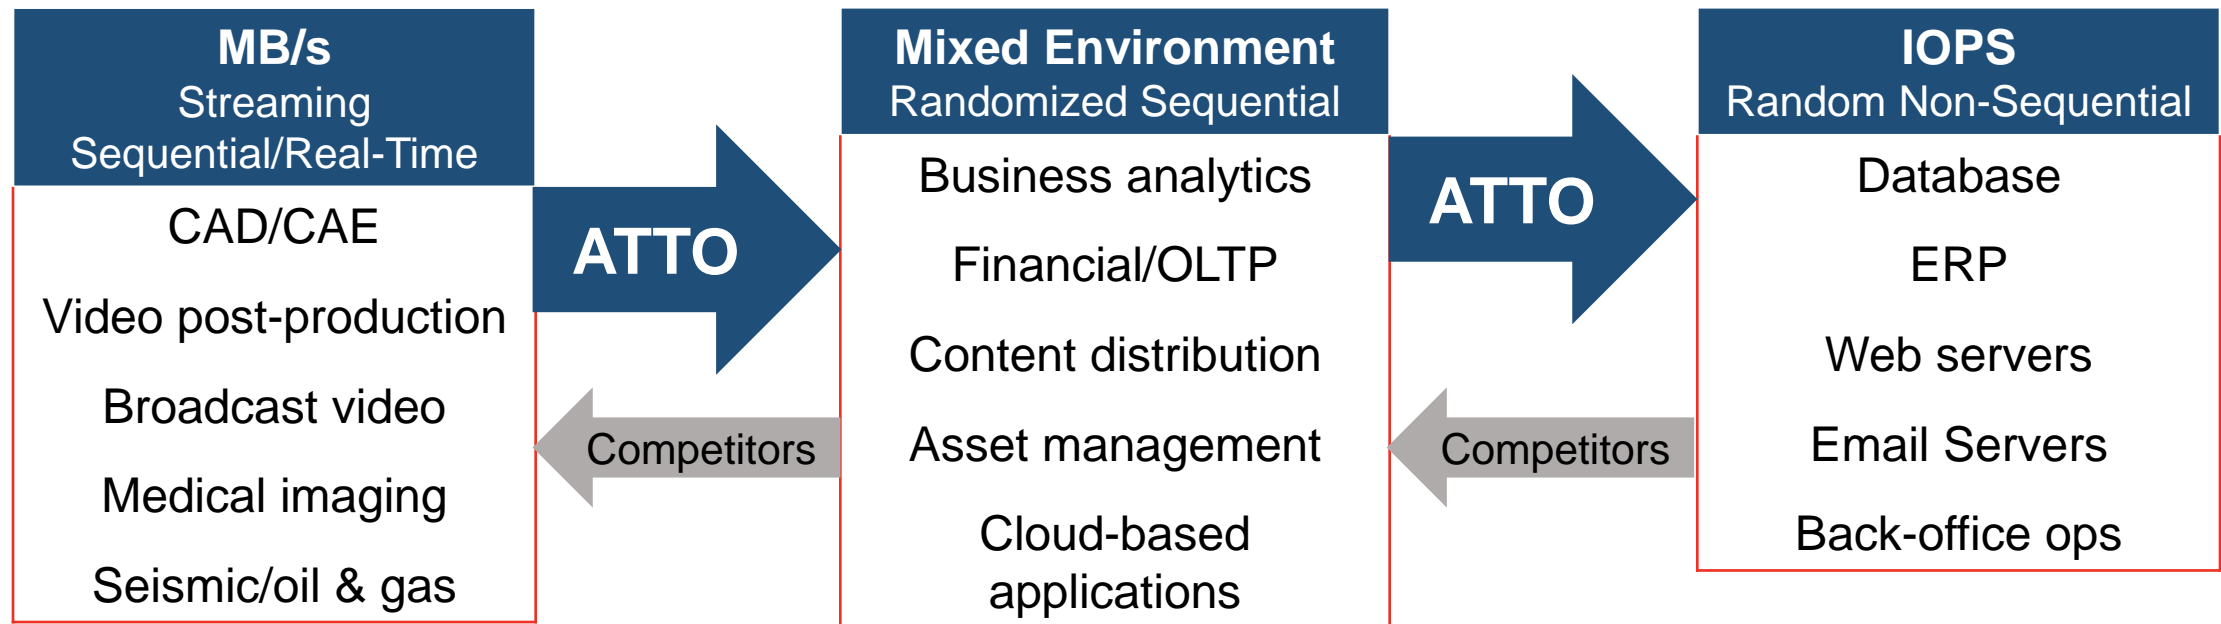 MB/s
Streaming
Sequential/Real-Time
CAD/CAE
Video post-production
Broadcast video
Medical imaging
Seismic/oil & gas
ATTO
Competitors
Mixed Environment
Randomized Sequential
Business analytics
Financial/OLTP
Content distribution
Asset management
Cloud-based
applications
ATTO
Competitors
IOPS
Random Non-Sequential
Database
ERP
Web servers
Email Servers
Back-office ops